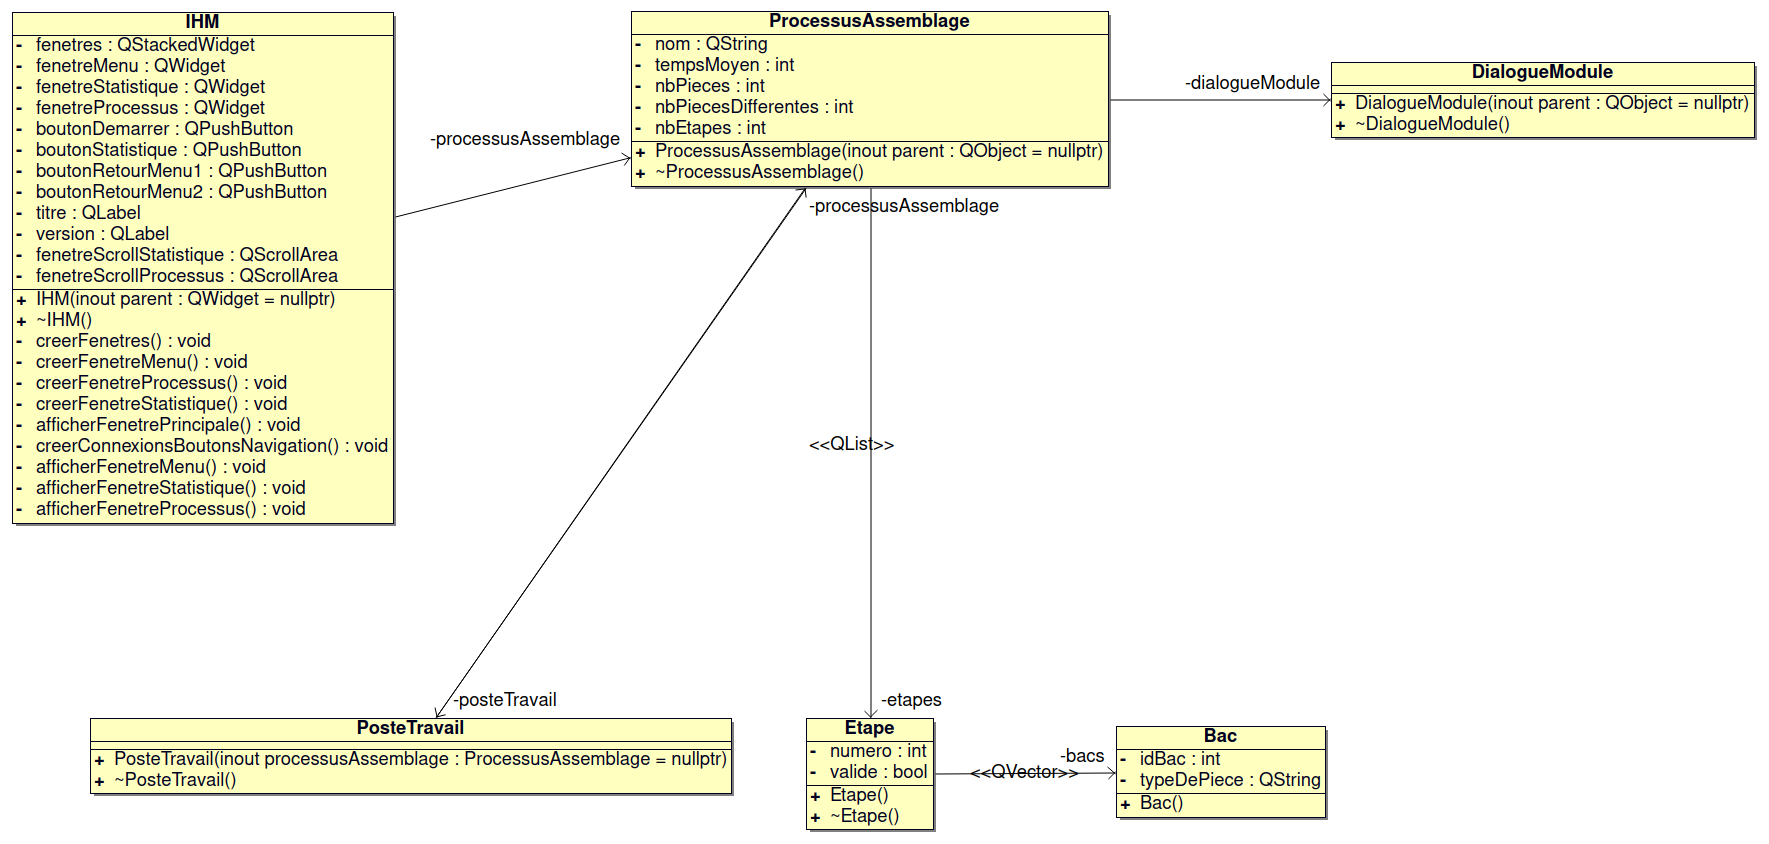 IHM
- fenetres : QStackedWidget
- fenetreMenu : QWidget
- fenetreStatistique : QWidget
- fenetreProcessus : QWidget
- boutonDemarrer : QPushButton
- boutonStatistique : QPushButton
- boutonRetourMenu1 : QPushButton
- boutonRetourMenu2 : QPushButton
- titre : QLabel
- version : QLabel
- fenetreScrollStatistique : QScrollArea
- fenetreScrollProcessus : QScrollArea
+ IHM(inout parent : QWidget = nullptr)
+ ~IHM()
- creerFenetres() : void
- creerFenetreMenu() : void
- creerFenetreProcessus() : void
- creerFenetreStatistique() : void
- afficherFenetrePrincipale() : void
- creerConnexionsBoutonsNavigation() : void
- afficherFenetreMenu() : void
- afficherFenetreStatistique() : void
- afficherFenetreProcessus() : void
-processusAssemblage
ProcessusAssemblage
- nom : QString
- tempsMoyen : int
- nbPieces : int
- nbPiecesDifferentes : int
- nbEtapes : int
+ ProcessusAssemblage(inout parent : QObject = nullptr)
+ ~ProcessusAssemblage()
-dialogueModule
DialogueModule
+ DialogueModule(inout parent : QObject = nullptr)
+ ~DialogueModule()
-processusAssemblage
<<QList>>
-posteTravail
-etapes
PosteTravail
+ PosteTravail(inout processusAssemblage : ProcessusAssemblage = nullptr)
+ ~PosteTravail()
Etape
- numero : int
- valide : bool
+ Etape()
+ ~Etape()
-bacs
<<QVector>>
Bac
- idBac : int
- typeDePiece : QString
+ Bac()